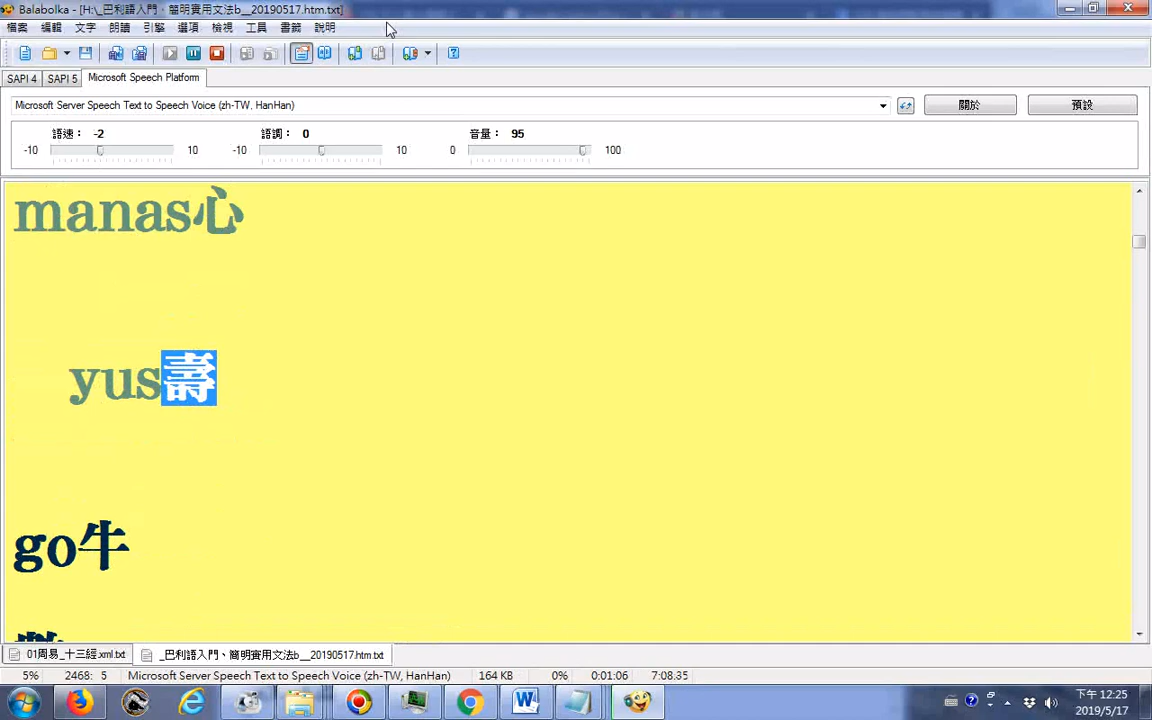 Balabolka - [H:\_巴利語入門、簡明實用文法b__20190517.htm.txt]
檔案 編輯 文字 朗讀 引擎 選項 檢視 工具 書籤 說明
SAPI 4 SAPI 5 Microsoft Speech Platform
Microsoft Server Speech Text to Speech Voice (zh-TW, HanHan) 關於 預設
語速： -2 語調： 0 音量： 95
-10 10 -10 10 0 100
manas心
yus壽
go牛
01周易_十三經.xml.txt _巴利語入門、簡明實用文法b__20190517.htm.txt
5% 2468: 5 Microsoft Server Speech Text to Speech Voice (zh-TW, HanHan) 164 KB 0% 0:01:06 7:08:35
下午 12:25
2019/5/17